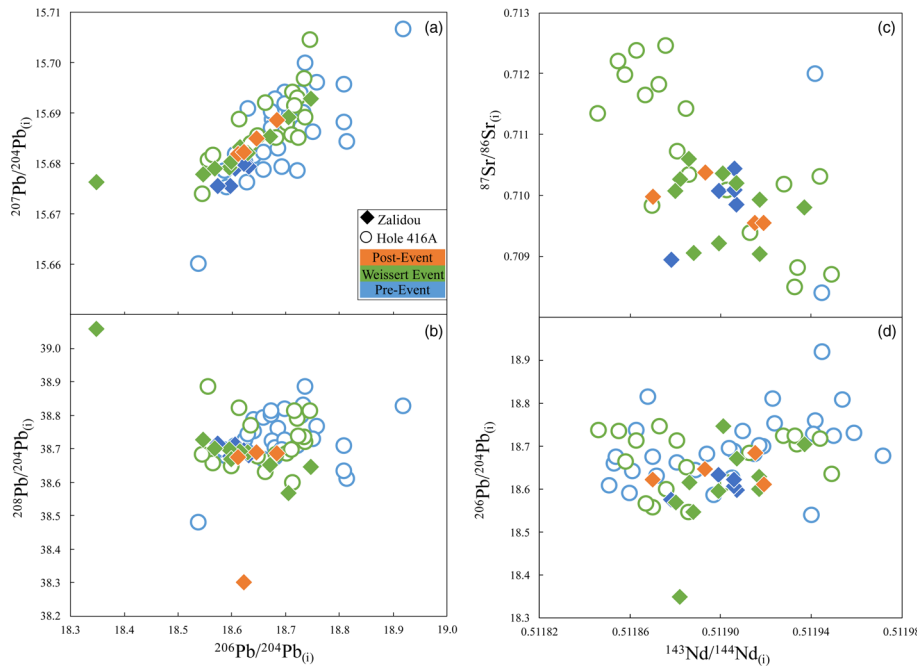 15.71
15.70
15.69
15.68
15.67
15.66
207Pb/204Pb(i)
(a)
Zalidou
Hole 416A
Post-Event
Weissert Event
Pre-Event
39.0
38.9
38.8
38.7
38.6
38.5
38.4
38.3
38.2
208Pb/204Pb(i)
(b)
18.3
18.4
18.5
18.6
18.7
18.8
18.9
19.0
206Pb/204Pb(i)
0.713
0.712
0.711
0.710
0.709
87Sr/86Sr(i)
(c)
18.9
18.8
18.7
18.6
18.5
18.4
18.3
206Pb/204Pb(i)
(d)
0.51182
0.51186
0.51190
0.51194
0.51198
143Nd/144Nd(i)